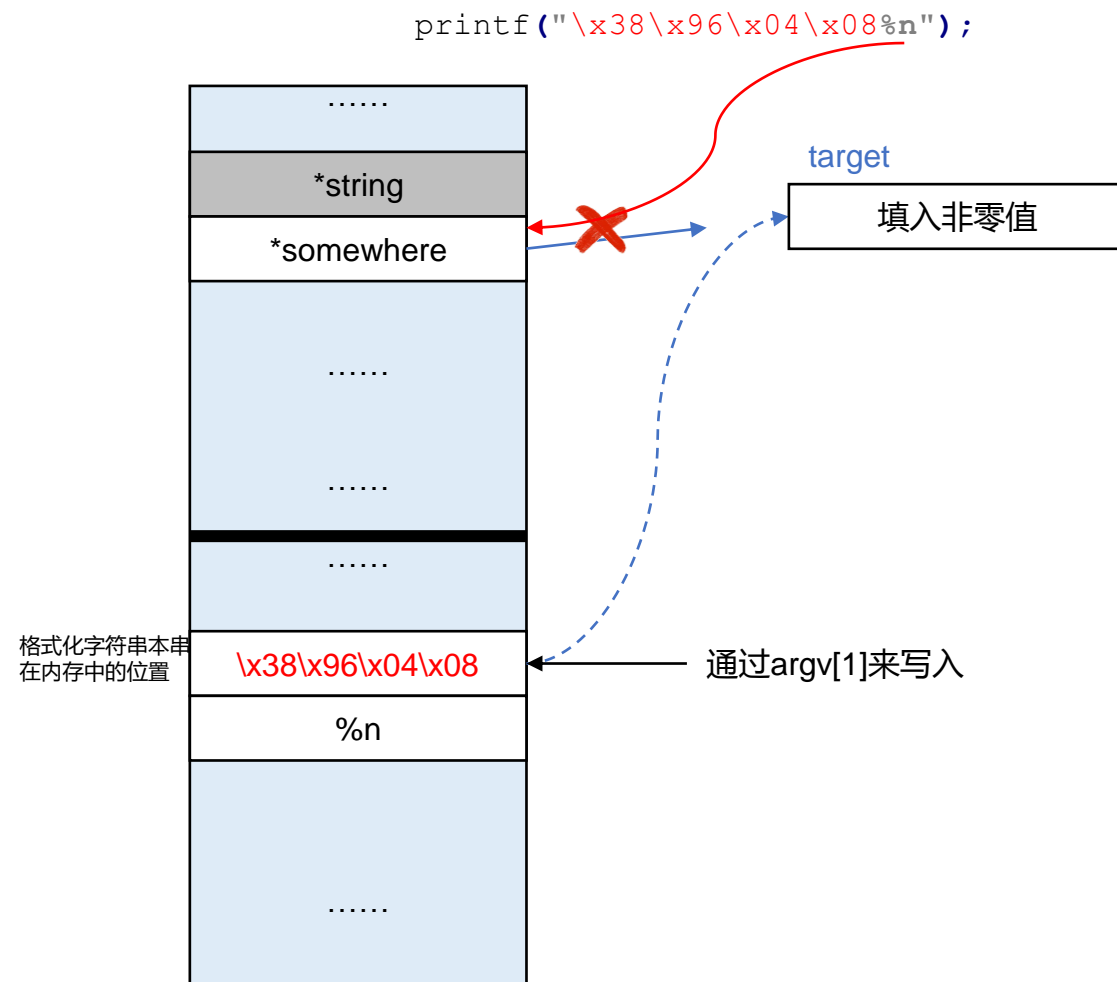 printf("\x38\x96\x04\x08%n");
......
*string
target
填入非零值
*somewhere
......
......
......
格式化字符串本串
在内存中的位置
\x38\x96\x04\x08
通过argv[1]来写入
%n
......